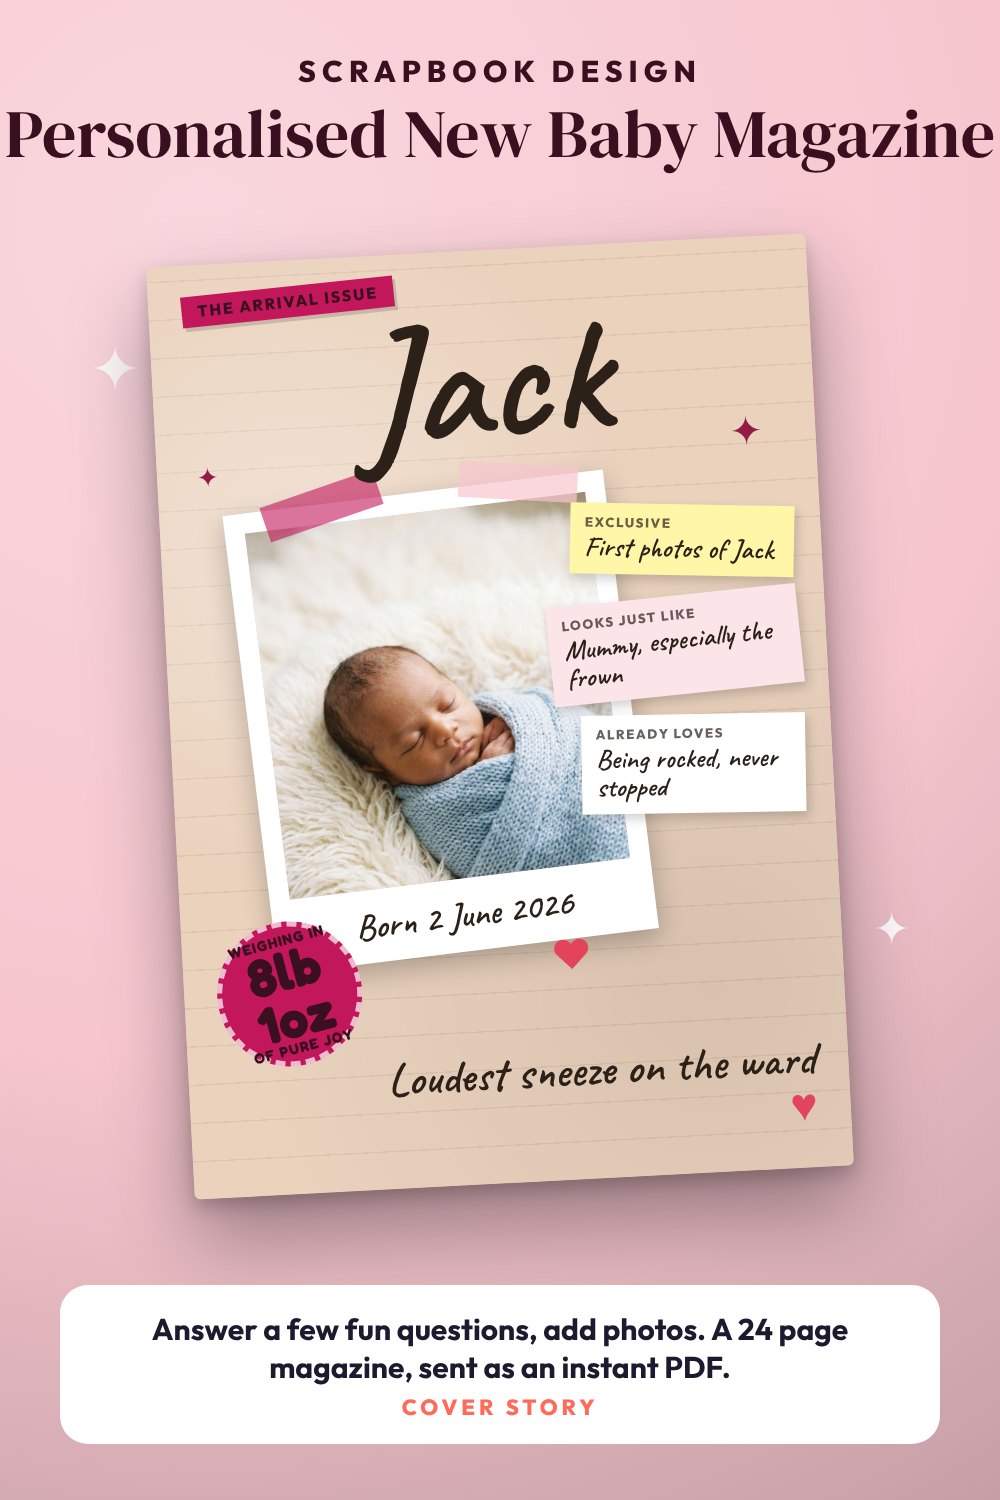 SCRAPBOOK DESIGN
Personalised New Baby Magazine
THE ARRIVAL ISSUE
Jack
EXCLUSIVE
First photos of Jack
LOOKS JUST LIKE
Mummy, especially the
frown
ALREADY LOVES
Being rocked, never
stopped
Born 2 June 2026
WEIGHING IN
8lb
1oz
OF PURE JOY
Loudest sneeze on the ward
Answer a few fun questions, add photos. A 24 page
magazine, sent as an instant PDF.
COVER STORY